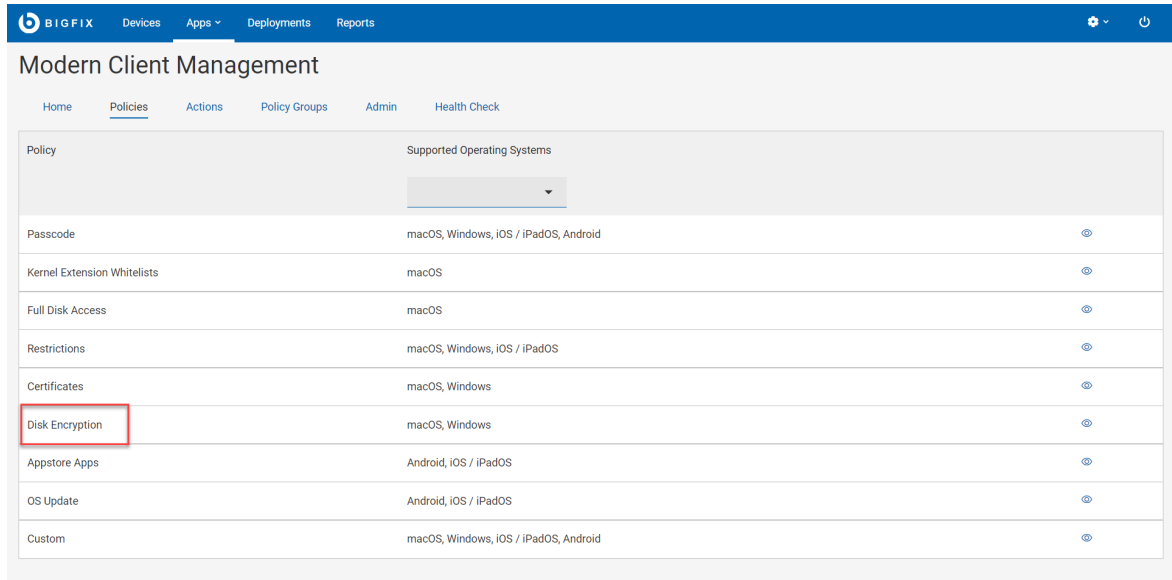 BIGFIX Devices Apps Deployments Reports
Modern Client Management
Home Policies Actions Policy Groups Admin Health Check
Policy Supported Operating Systems
Passcode macOS, Windows, iOS / iPadOS, Android
Kernel Extension Whitelists macOS
Full Disk Access macOS
Restrictions macOS, Windows, iOS / iPadOS
Certificates macOS, Windows
Disk Encryption macOS, Windows
Appstore Apps Android, iOS / iPadOS
OS Update Android, iOS / iPadOS
Custom macOS, Windows, iOS / iPadOS, Android